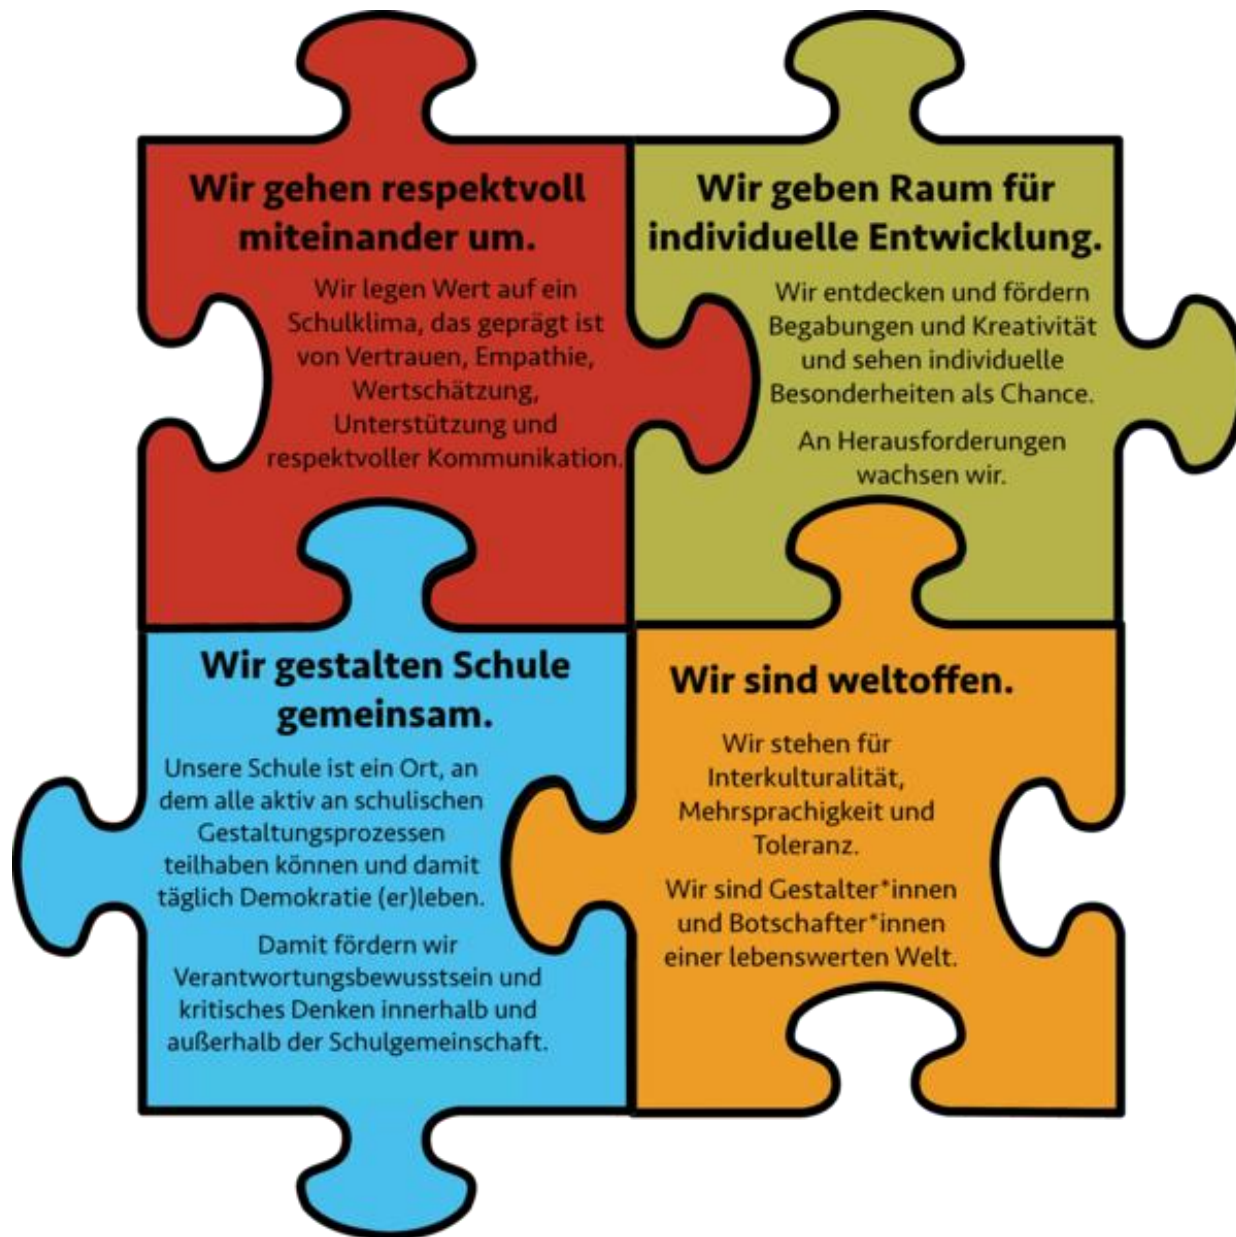 Wir gehen respektvoll
miteinander um.
Wir legen Wert auf ein
Schulklima, das geprägt ist
von Vertrauen, Empathie,
Wertschätzung,
Unterstützung und
respektvoller Kommunikation.
Wir geben Raum für
individuelle Entwicklung.
Wir entdecken und fördern
Begabungen und Kreativität
und sehen individuelle
Besonderheiten als Chance.
An Herausforderungen
wachsen wir.
Wir gestalten Schule
gemeinsam.
Unsere Schule ist ein Ort, an
dem alle aktiv an schulischen
Gestaltungsprozessen
teilhaben können und damit
täglich Demokratie (er)leben.
Damit fördern wir
Verantwortungsbewusstsein und
kritisches Denken innerhalb und
außerhalb der Schulgemeinschaft.
Wir sind weltoffen.
Wir stehen für
Interkulturalität,
Mehrsprachigkeit und
Toleranz.
Wir sind Gestalter*innen
und Botschafter*innen
einer lebenswerten Welt.